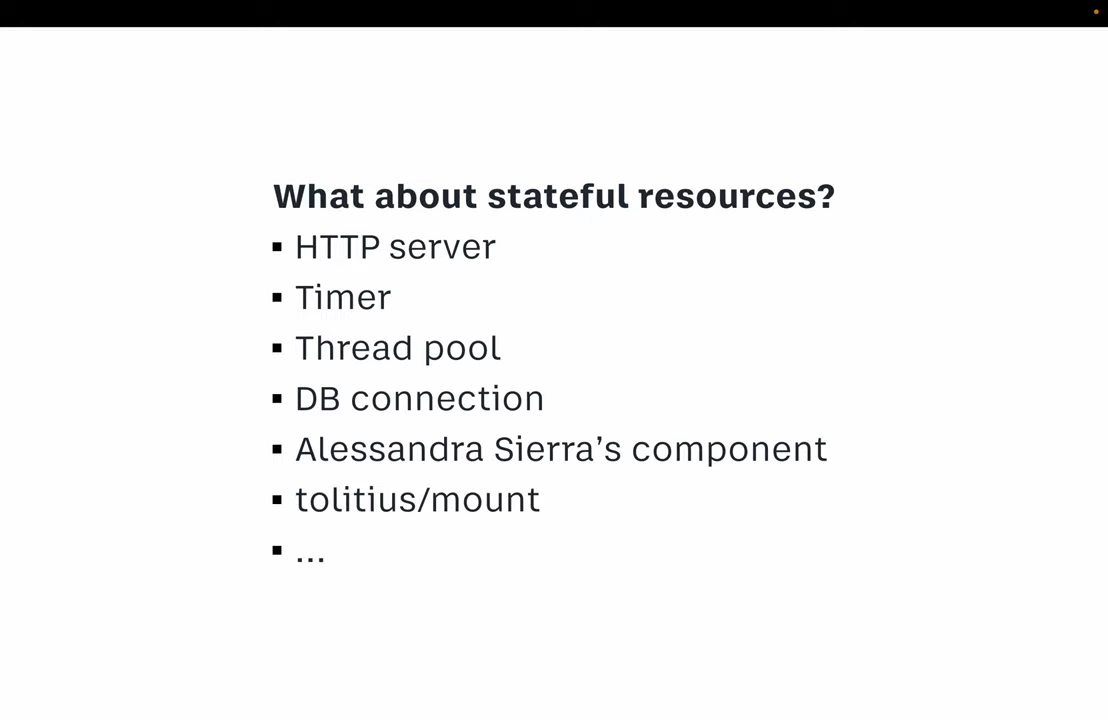 What about stateful resources?
▪ HTTP server
▪ Timer
▪ Thread pool
▪ DB connection
▪ Alessandra Sierra’s component
▪ tolitius/mount
▪ ...